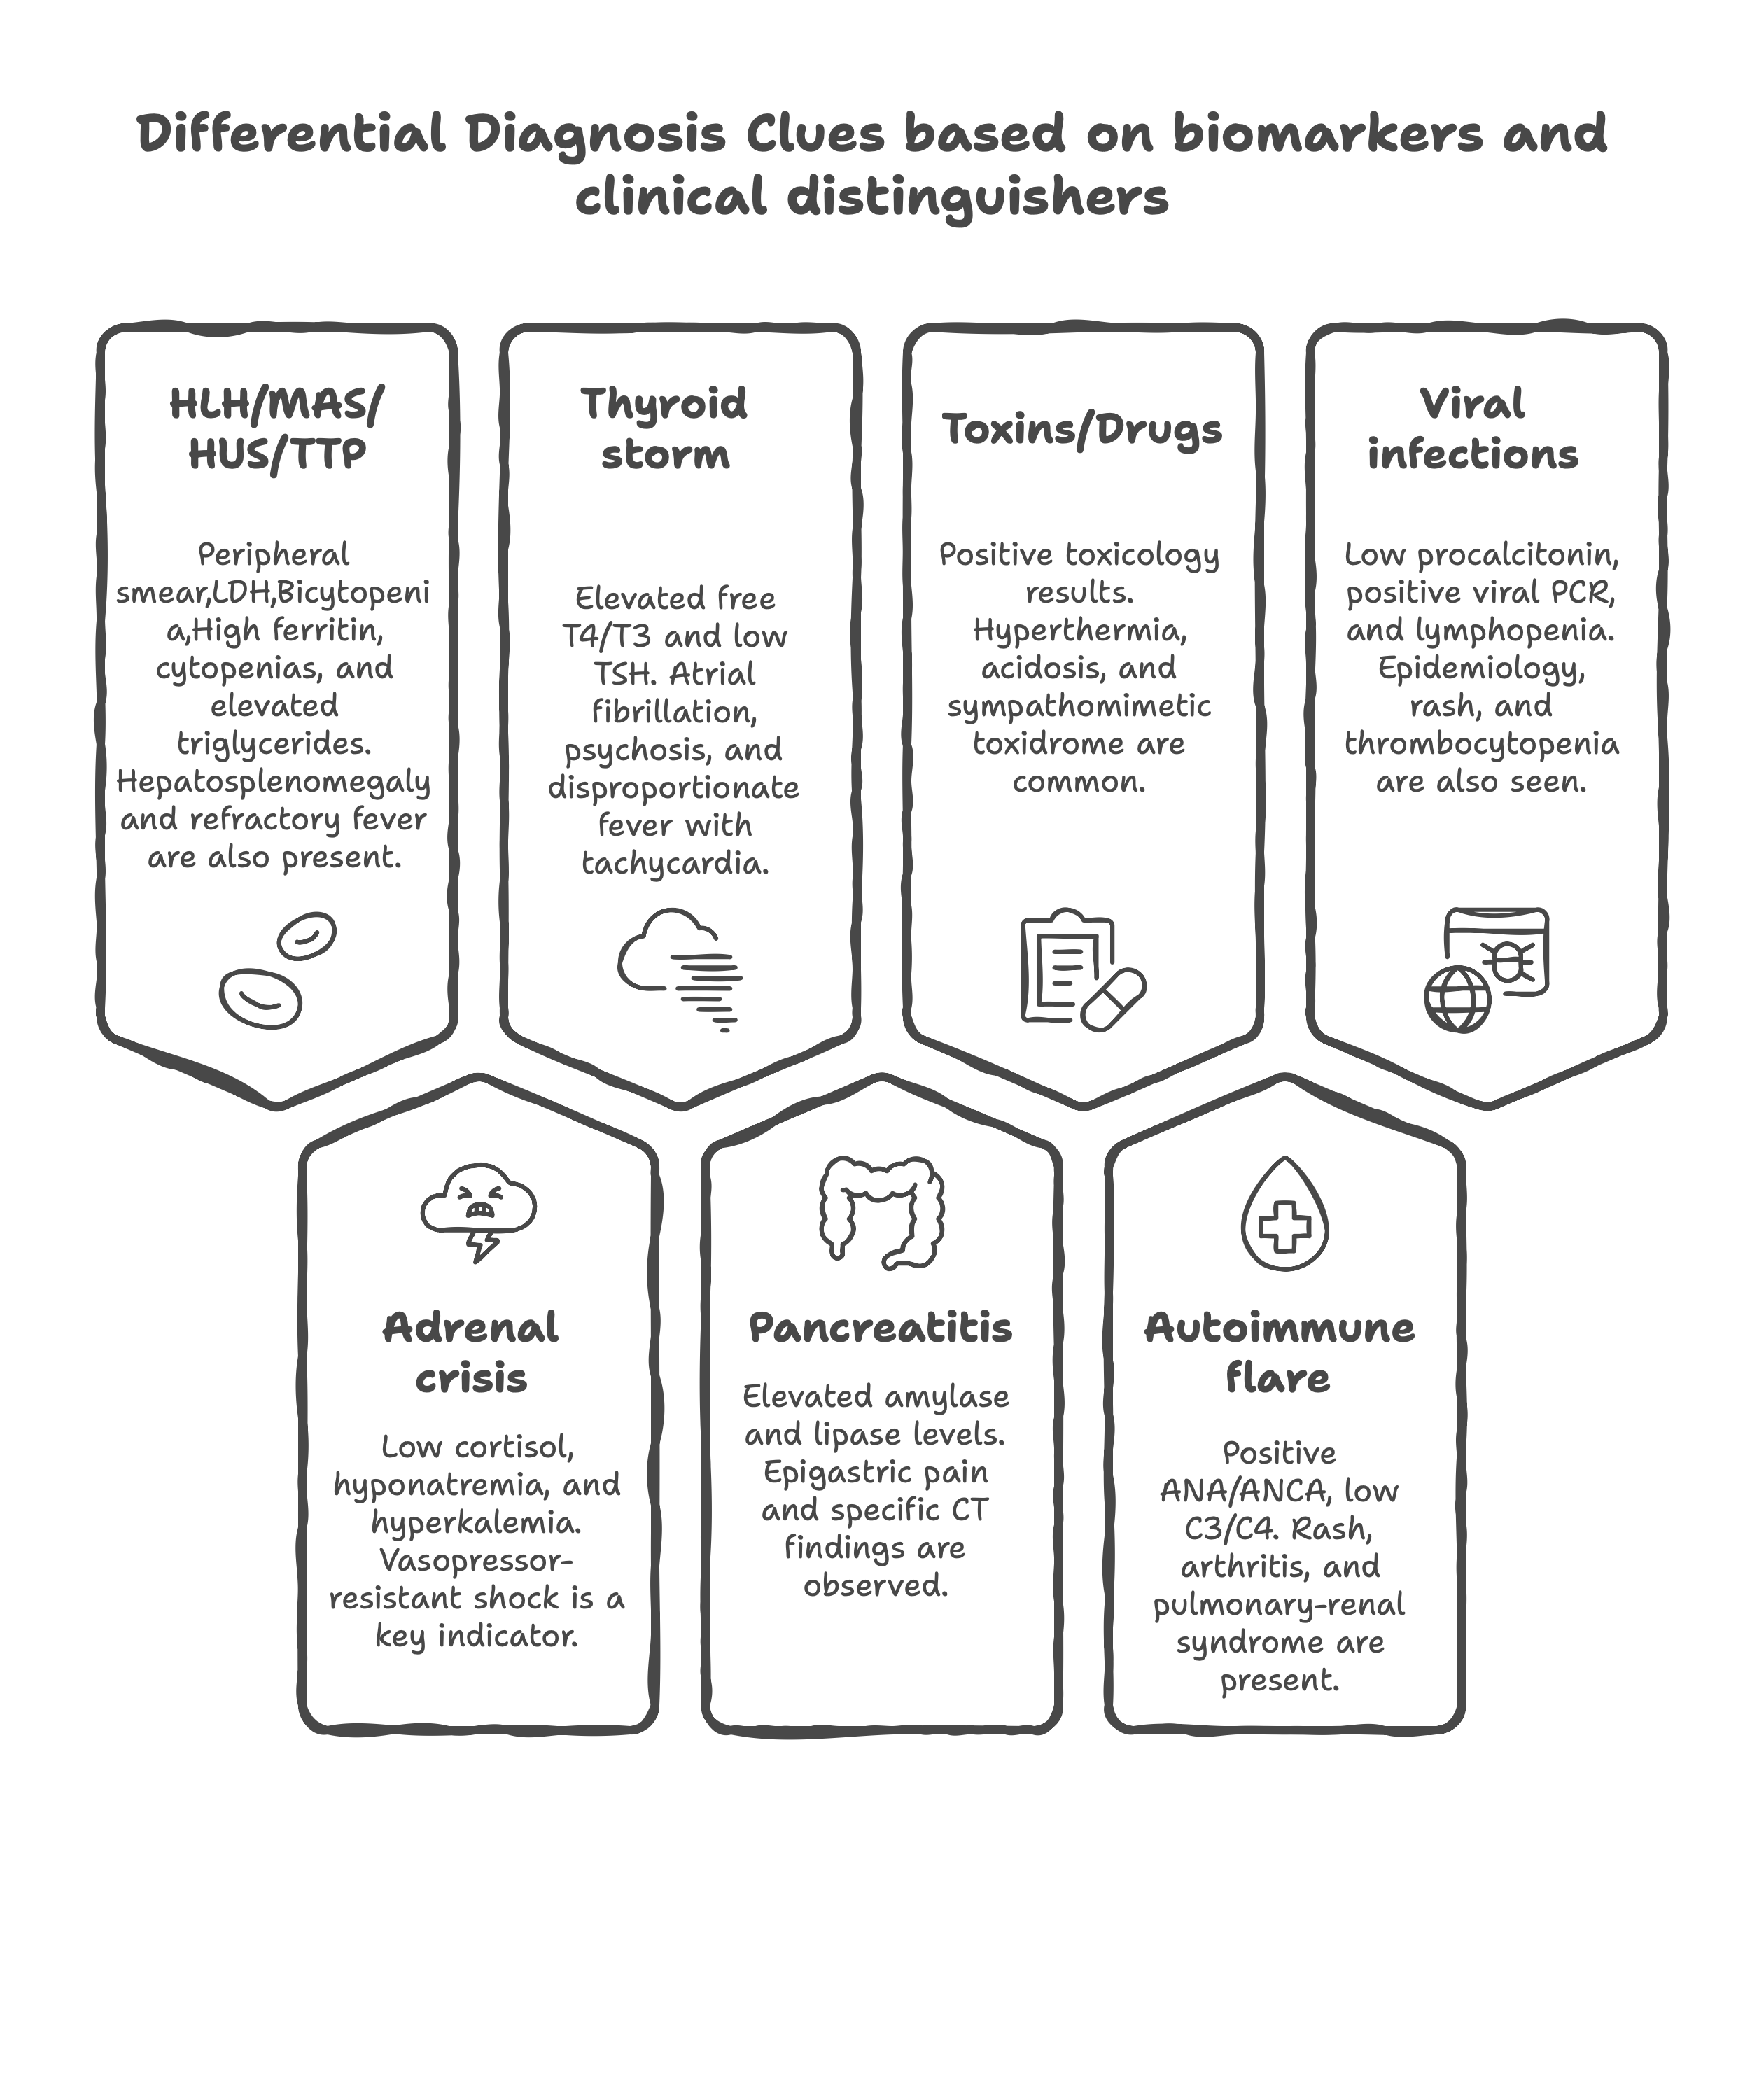 Differential Diagnosis Clues based on biomarkers and
clinical distinguishers
HLH/MAS/
HUS/TTP
Peripheral
smear,LDH,Bicytopeni
a,High ferritin,
cytopenias, and
elevated
triglycerides.
Hepatosplenomegaly
and refractory fever
are also present.
Thyroid
storm
Elevated free
T4/T3 and low
TSH. Atrial
fibrillation,
psychosis, and
disproportionate
fever with
tachycardia.
Toxins/Drugs
Positive toxicology
results.
Hyperthermia,
acidosis, and
sympathomimetic
toxidrome are
common.
Viral
infections
Low procalcitonin,
positive viral PCR,
and lymphopenia.
Epidemiology,
rash, and
thrombocytopenia
are also seen.
Adrenal
crisis
Low cortisol,
hyponatremia, and
hyperkalemia.
Vasopressor-
resistant shock is a
key indicator.
Pancreatitis
Elevated amylase
and lipase levels.
Epigastric pain
and specific CT
findings are
observed.
Autoimmune
flare
Positive
ANA/ANCA, low
C3/C4. Rash,
arthritis, and
pulmonary-renal
syndrome are
present.